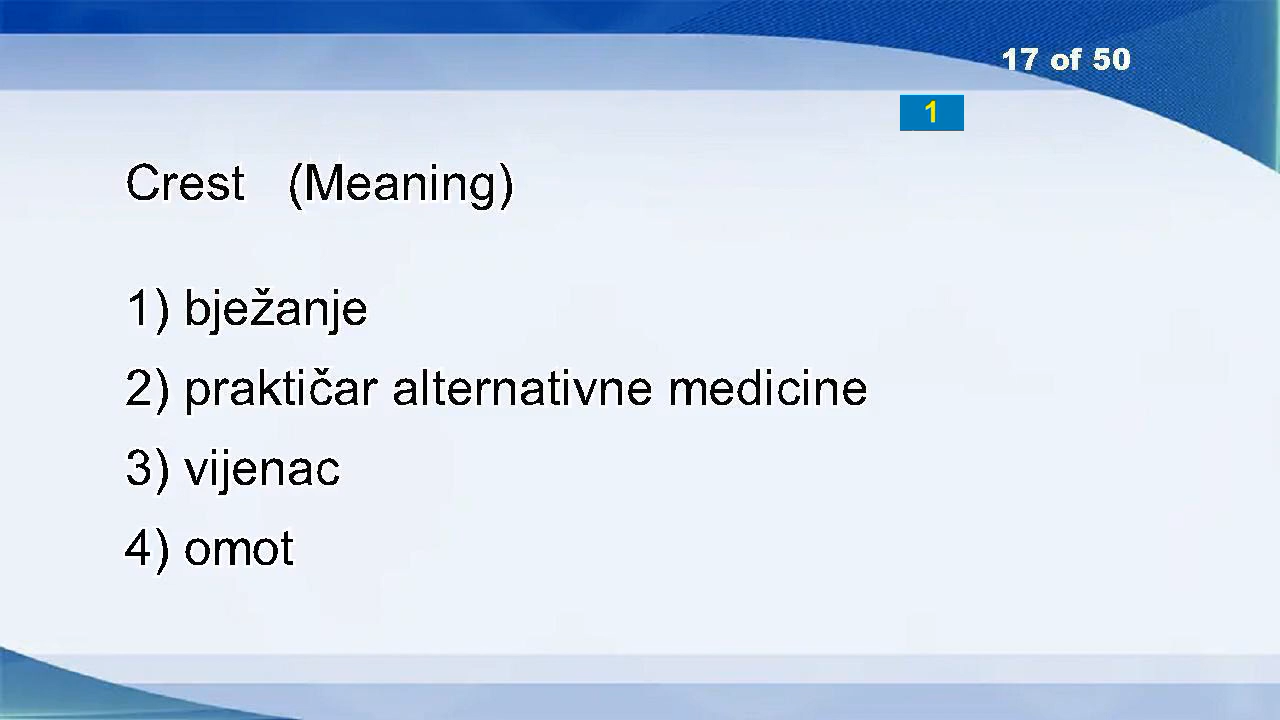 17 of 50
1
Crest (Meaning)
1) bježanje
2) praktičar alternativne medicine
3) vijenac
4) omot